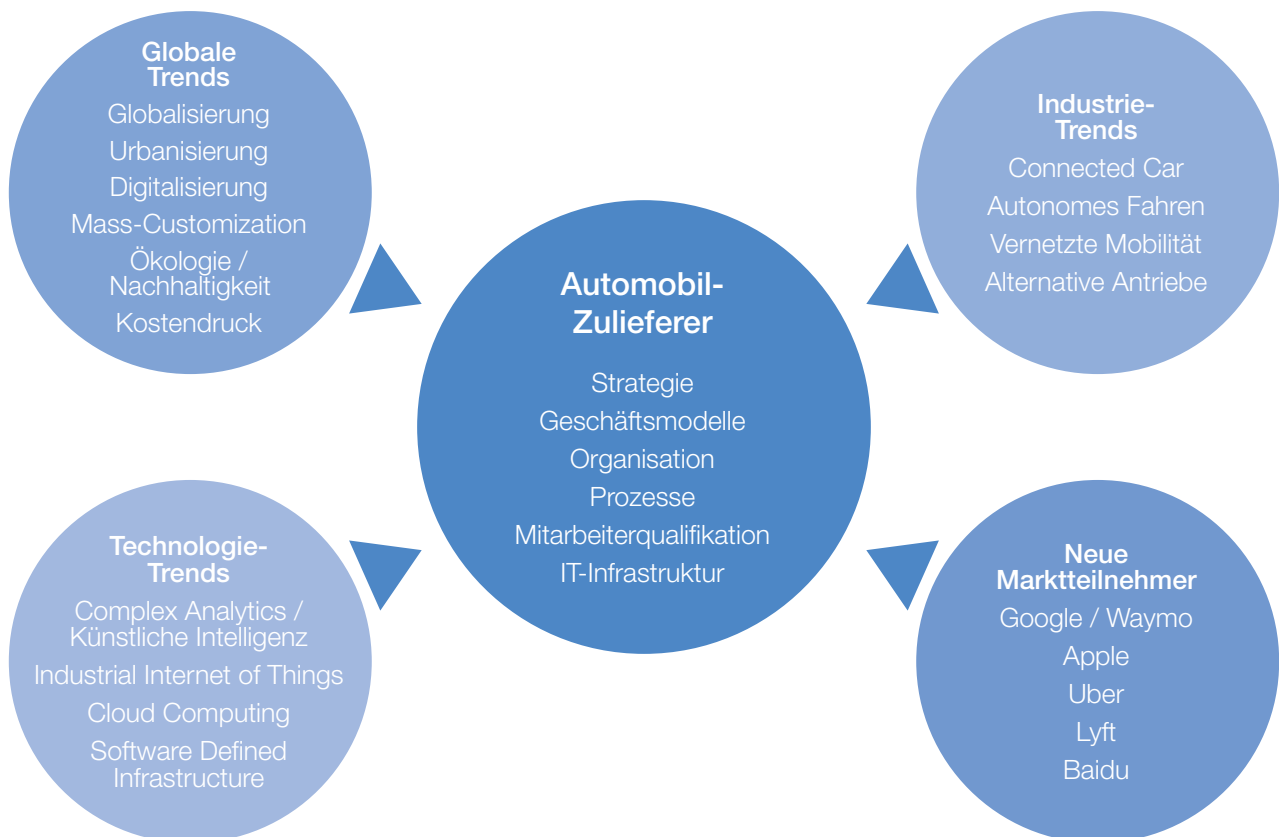 Globale
Trends
Globalisierung
Urbanisierung
Digitalisierung
Mass-Customization
Ökologie /
Nachhaltigkeit
Kostendruck
Industrie-
Trends
Connected Car
Autonomes Fahren
Vernetzte Mobilität
Alternative Antriebe
Automobil-
Zulieferer
Strategie
Geschäftsmodelle
Organisation
Prozesse
Mitarbeiterqualifikation
IT-Infrastruktur
Technologie-
Trends
Complex Analytics /
Künstliche Intelligenz
Industrial Internet of Things
Cloud Computing
Software Defined
Infrastructure
Neue
Marktteilnehmer
Google / Waymo
Apple
Uber
Lyft
Baidu